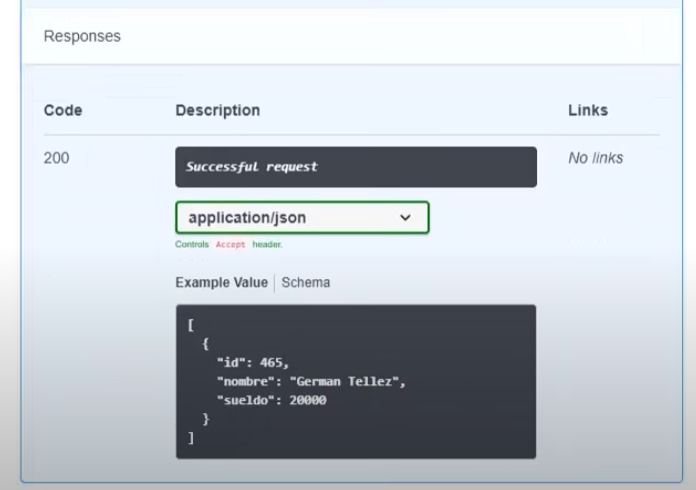 Responses
Code Description Links
200 Successful request No links
application/json
Controls Accept header.
Example Value Schema
[
{
"id": 465,
"nombre": "German Tellez",
"sueldo": 20000
}
]